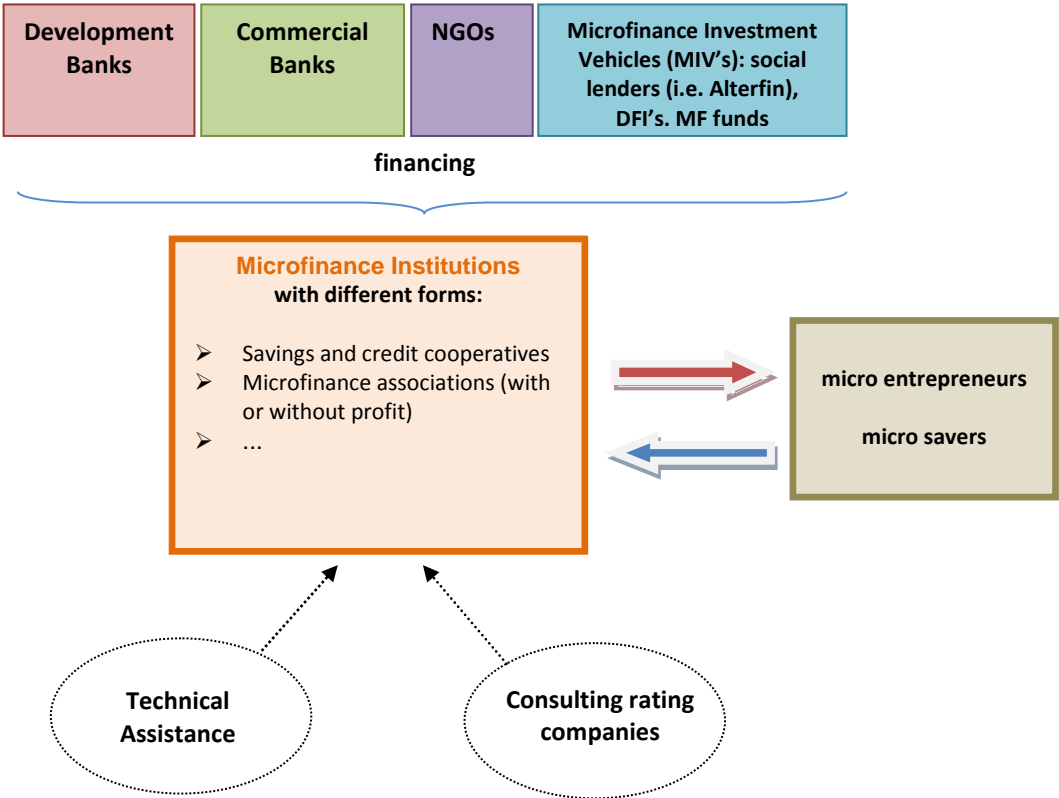 Development
Banks
Commercial
Banks
NGOs
Microfinance Investment
Vehicles (MIV's): social
lenders (i.e. Alterfin),
DFI's. MF funds
financing
Microfinance Institutions
with different forms:
➢ Savings and credit cooperatives
➢ Microfinance associations (with
or without profit)
➢ ...
micro entrepreneurs
micro savers
Technical
Assistance
Consulting rating
companies